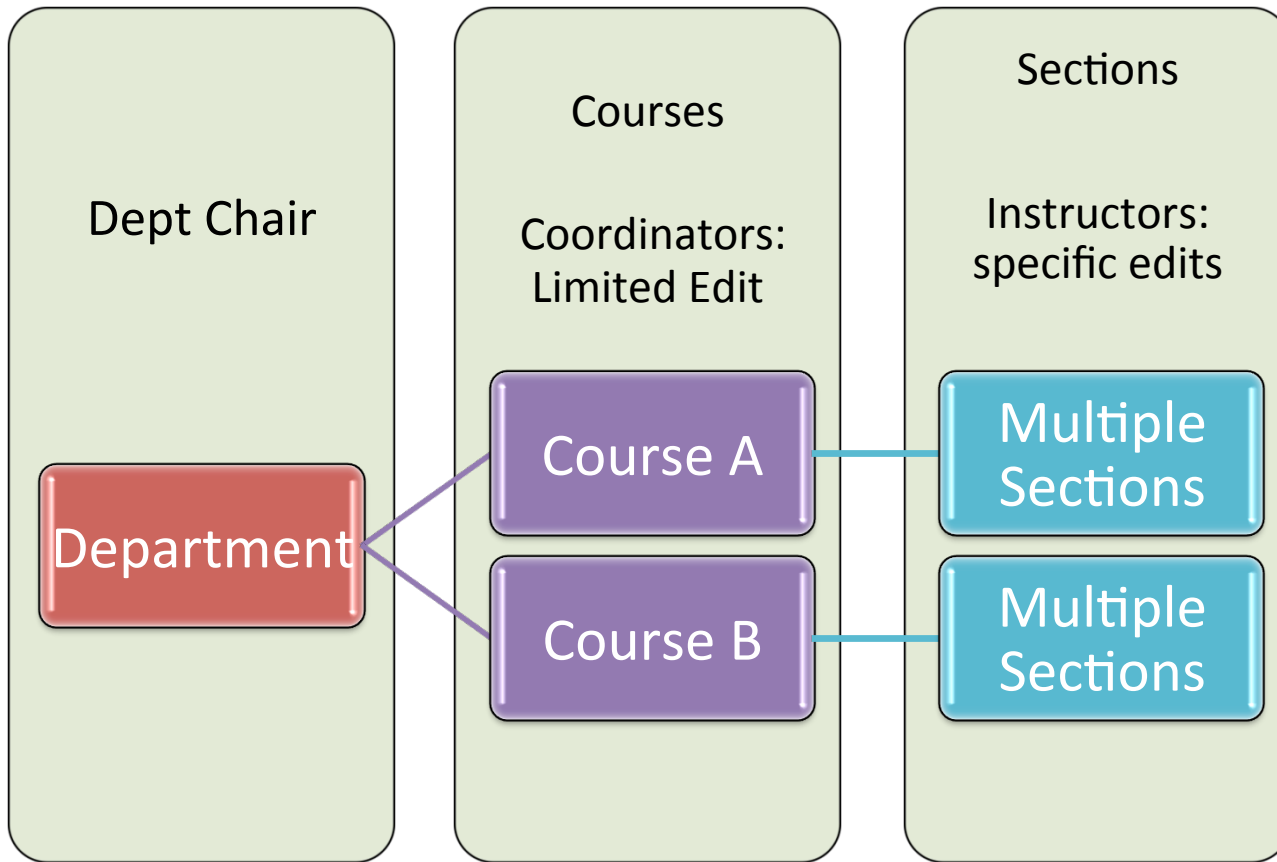 Dept Chair
Department
Courses
Coordinators:
Limited Edit
Course A
Course B
Sections
Instructors:
specific edits
Multiple
Sections
Multiple
Sections